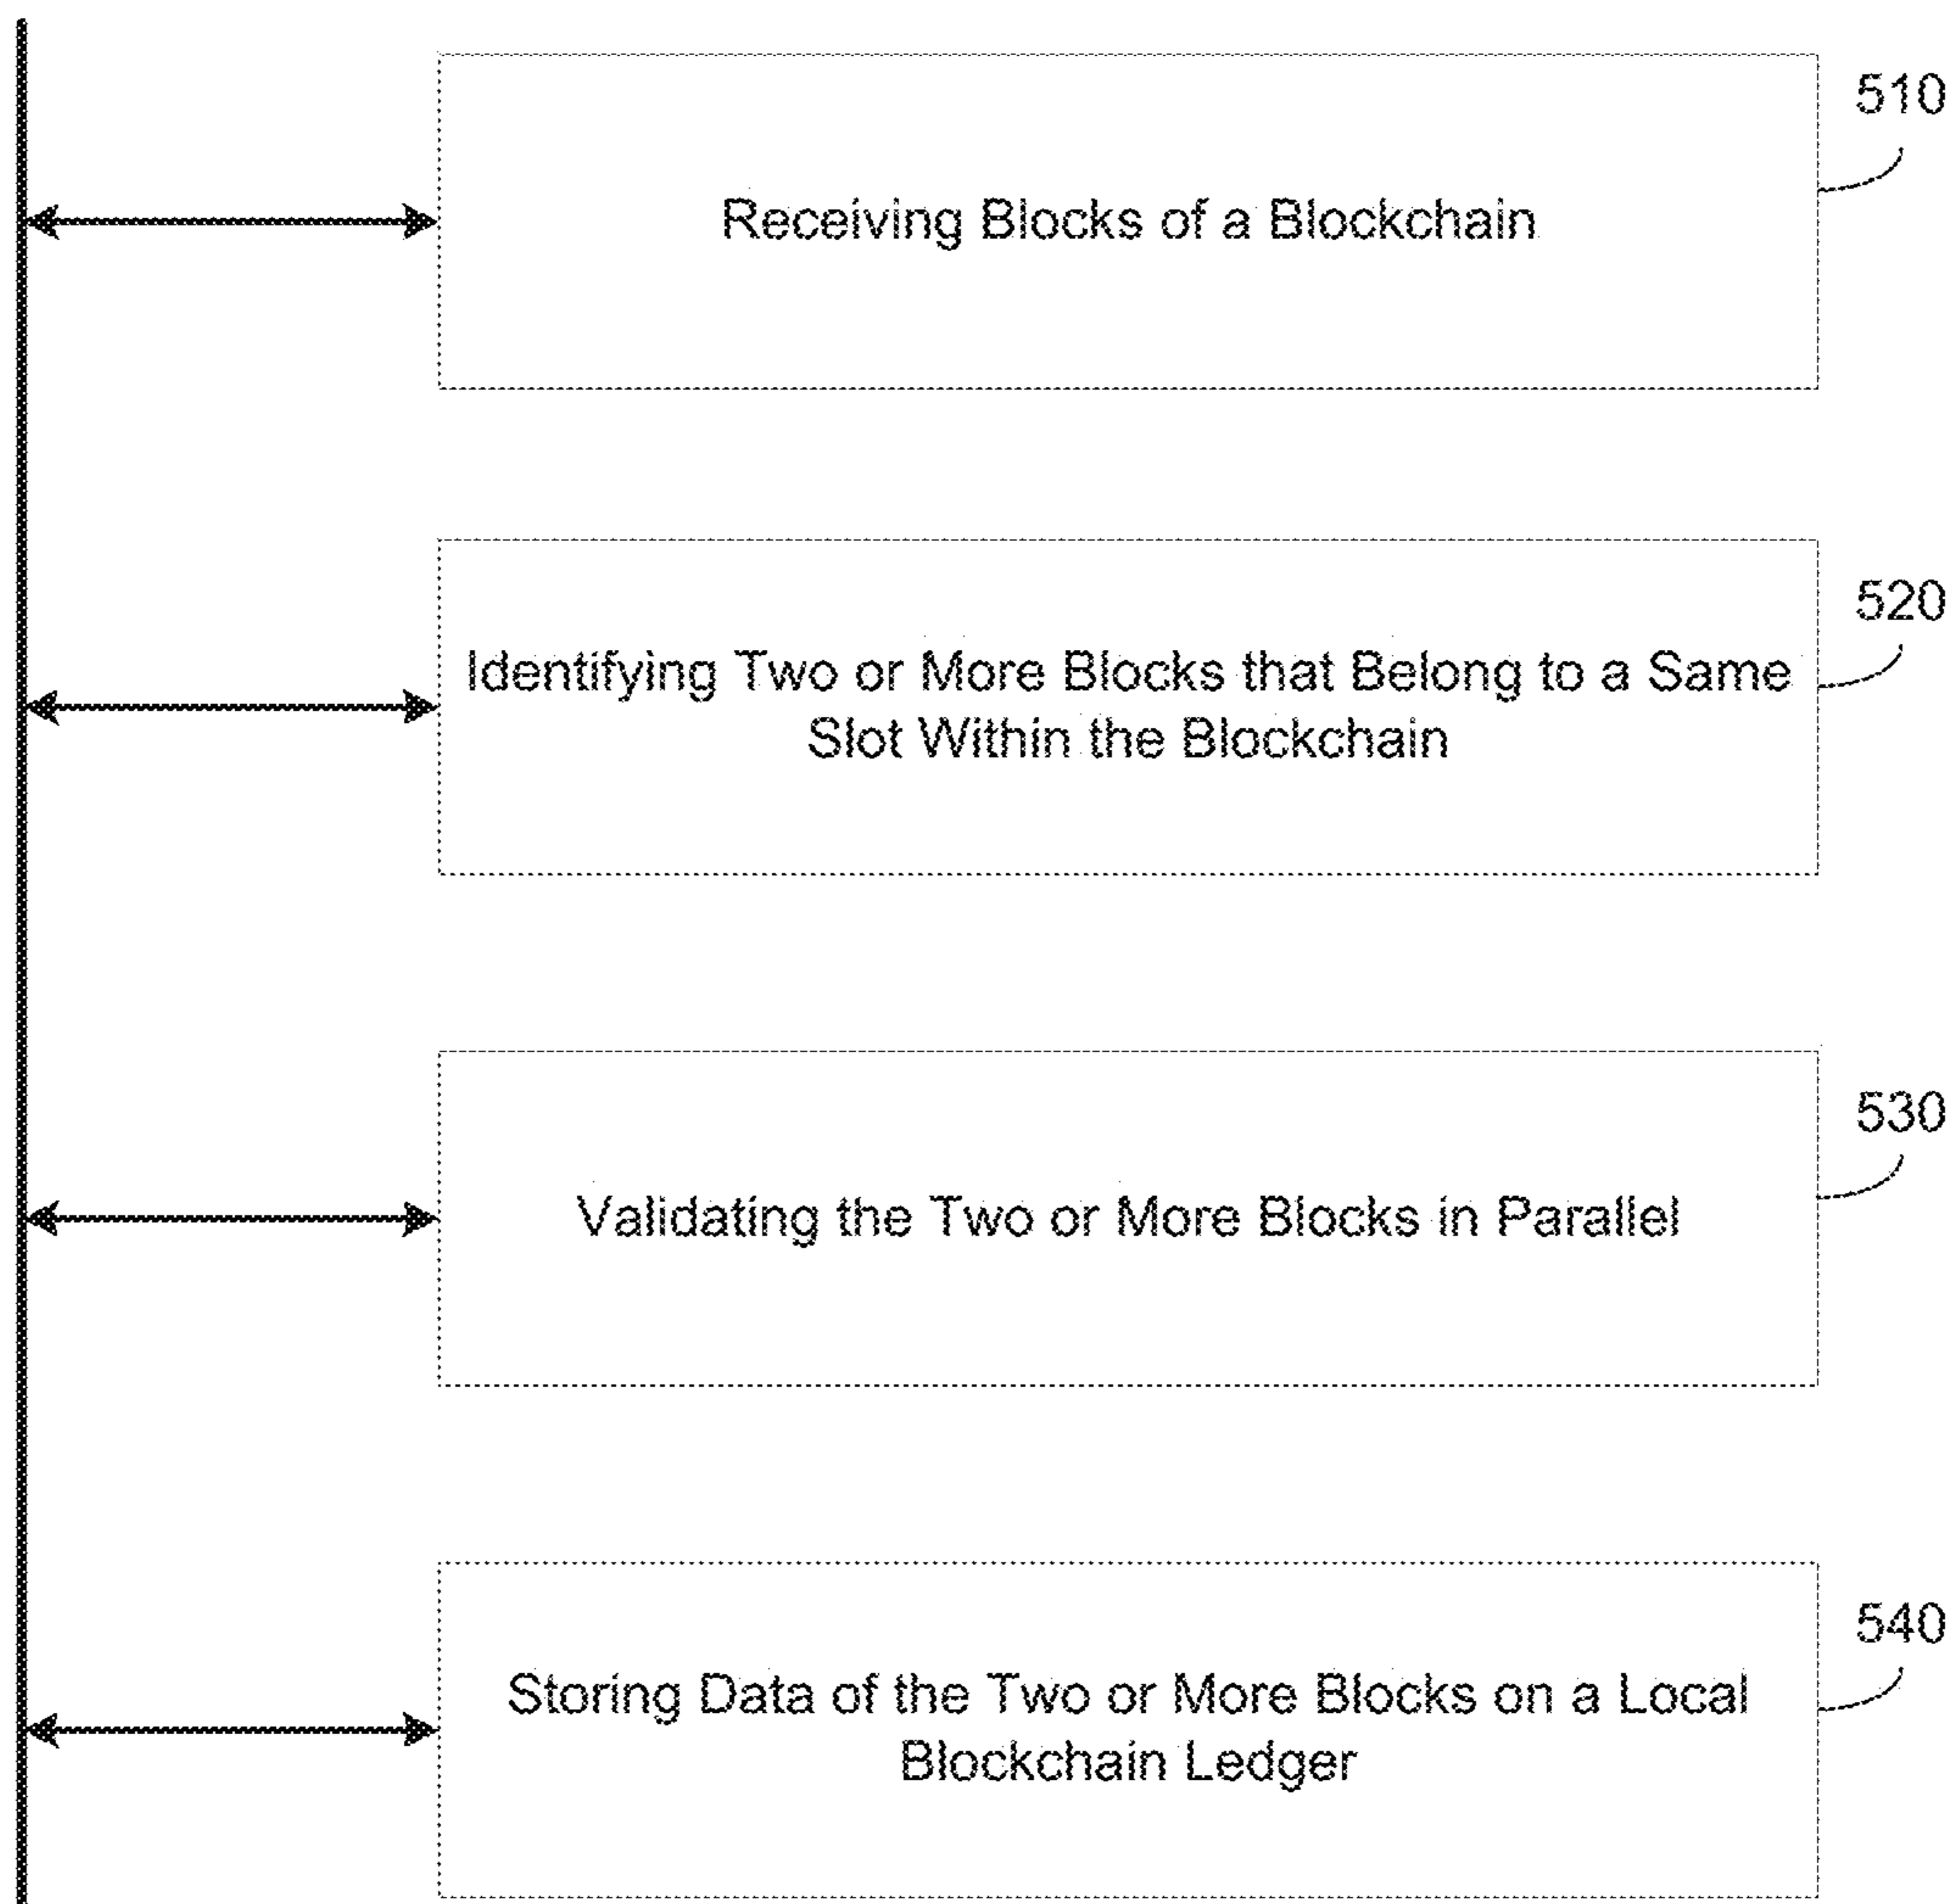 510
Receiving Blocks of a Blockchain
520
Identifying Two or More Blocks that Belong to a Same
Slot Within the Blockchain
530
Validating the Two or More Blocks in Parallel
540
Storing Data of the Two or More Blocks on a Local
Blockchain Ledger